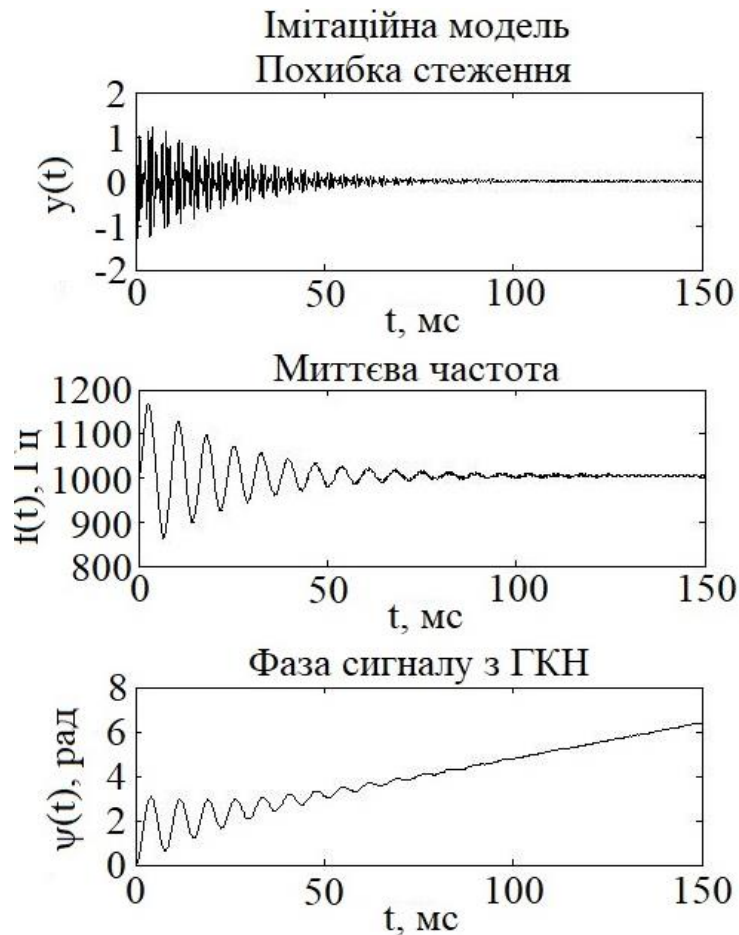 Імітаційна модель
Похибка стеження
2
1
0
-1
-2
y(t)
0 50 100 150
t, мс
Миттєва частота
1200
1100
1000
900
800
f(t), Гц
0 50 100 150
t, мс
Фаза сигналу з ГКН
8
6
4
2
0
ψ(t), рад
0 50 100 150
t, мс